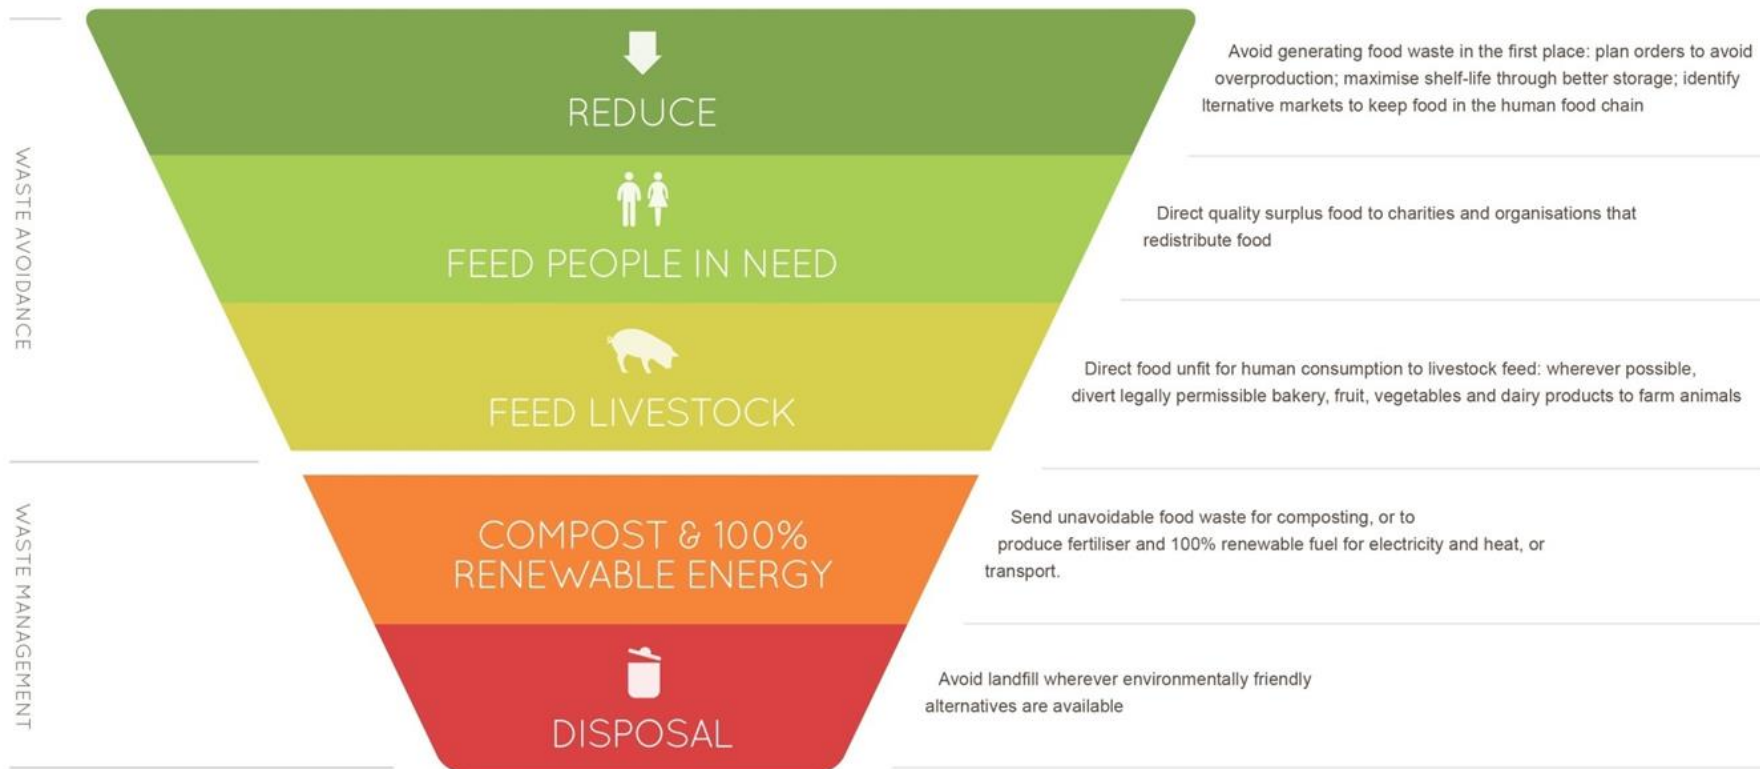 WASTE AVOIDANCE
REDUCE
Avoid generating food waste in the first place: plan orders to avoid
overproduction; maximise shelf-life through better storage; identify
lternative markets to keep food in the human food chain
FEED PEOPLE IN NEED
Direct quality surplus food to charities and organisations that
redistribute food
FEED LIVESTOCK
Direct food unfit for human consumption to livestock feed: wherever possible,
divert legally permissible bakery, fruit, vegetables and dairy products to farm animals
WASTE MANAGEMENT
COMPOST & 100%
RENEWABLE ENERGY
Send unavoidable food waste for composting, or to
produce fertiliser and 100% renewable fuel for electricity and heat, or
transport.
DISPOSAL
Avoid landfill wherever environmentally friendly
alternatives are available